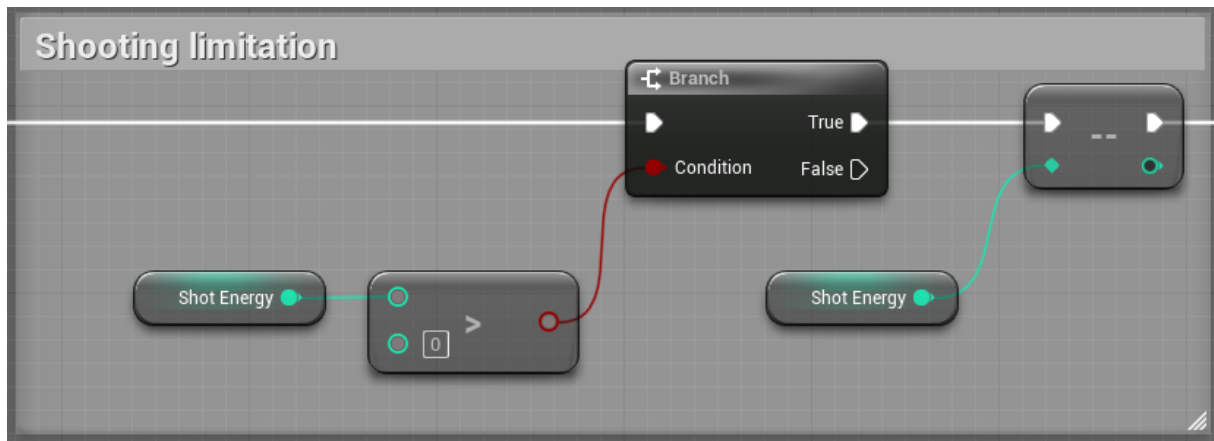 Shooting limitation
Branch
True
Condition
False
--
Shot Energy
>
0
Shot Energy